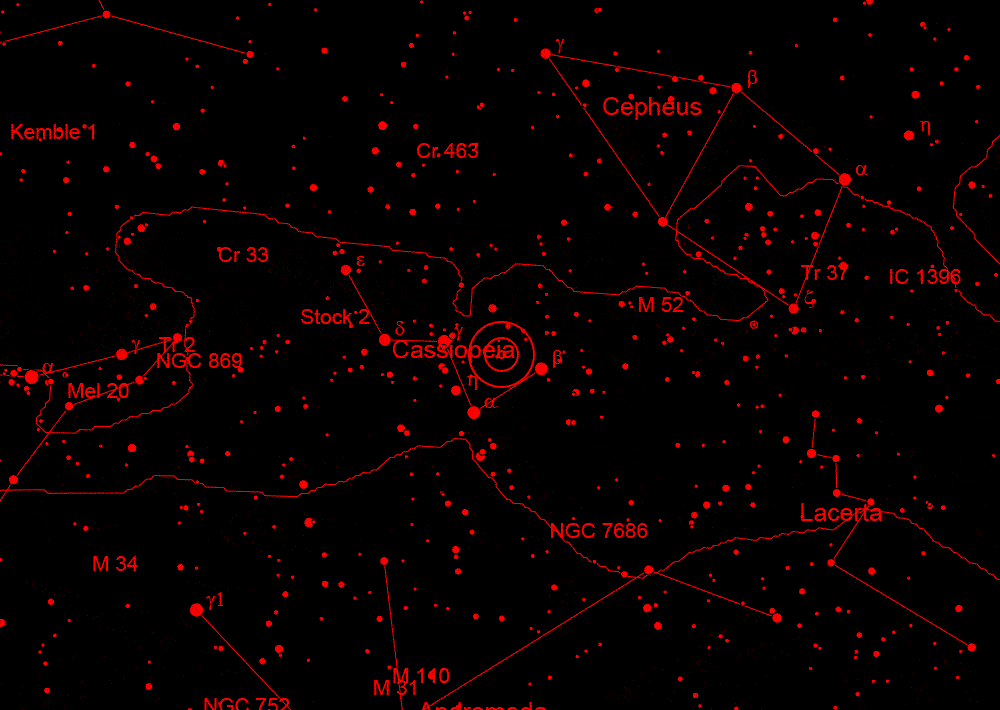 γ
β
Cepheus
Kemble 1
η
Cr 463
α
Cr 33
ε
Tr 37
IC 1396
M 52
ζ
Stock 2
δ
γ
Cassiopeia
β
Tr 2
γ
NGC 869
α
Mel 20
η
α
Lacerta
NGC 7686
M 34
γ1
M 110
M 31
NGC 752
Andromeda